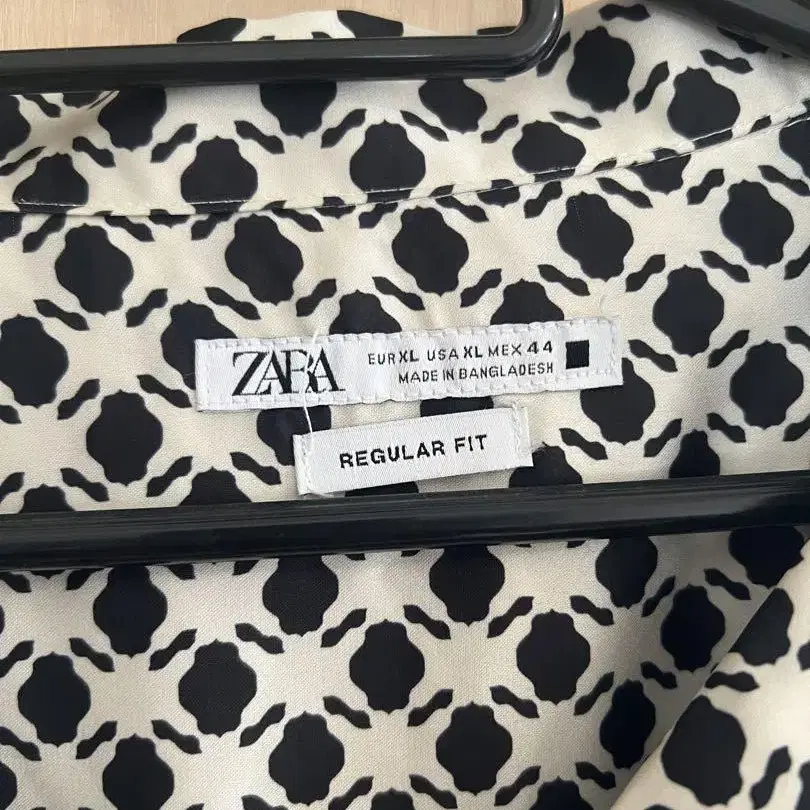 ZARA
EUR XL USA XL MEX 44
MADE IN BANGLADESH
REGULAR FIT